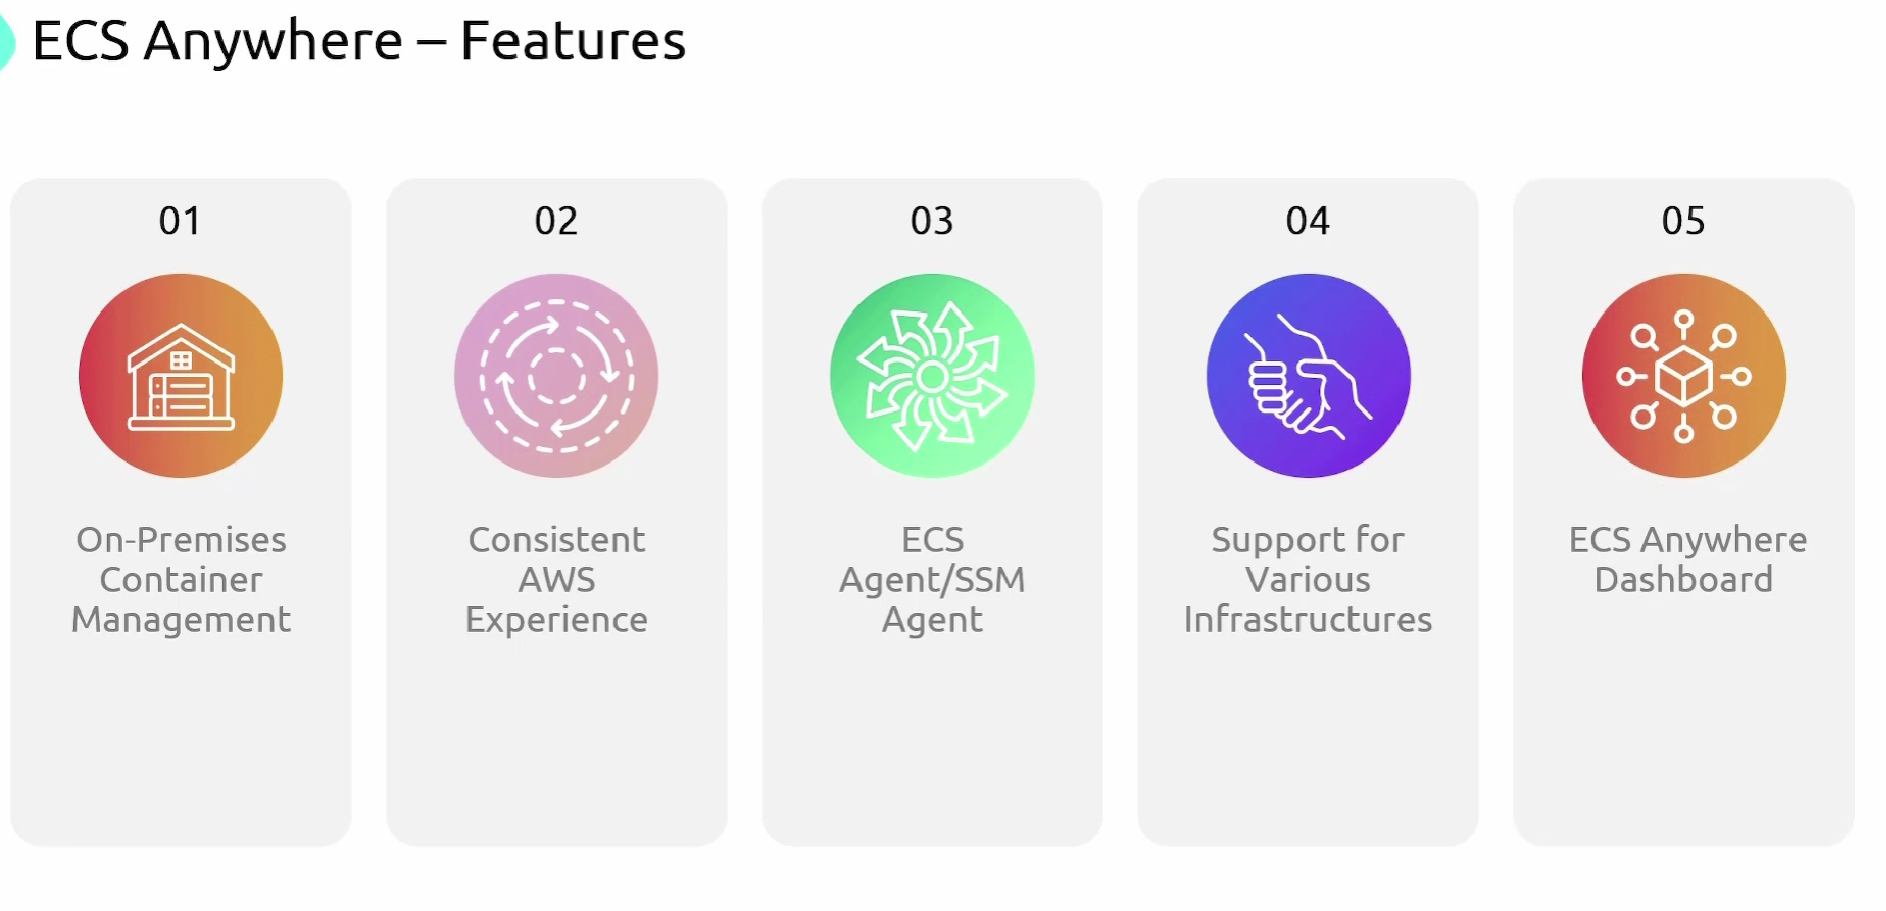 ECS Anywhere – Features
01
On-Premises
Container
Management
02
Consistent
AWS
Experience
03
ECS
Agent/SSM
Agent
04
Support for
Various
Infrastructures
05
ECS Anywhere
Dashboard